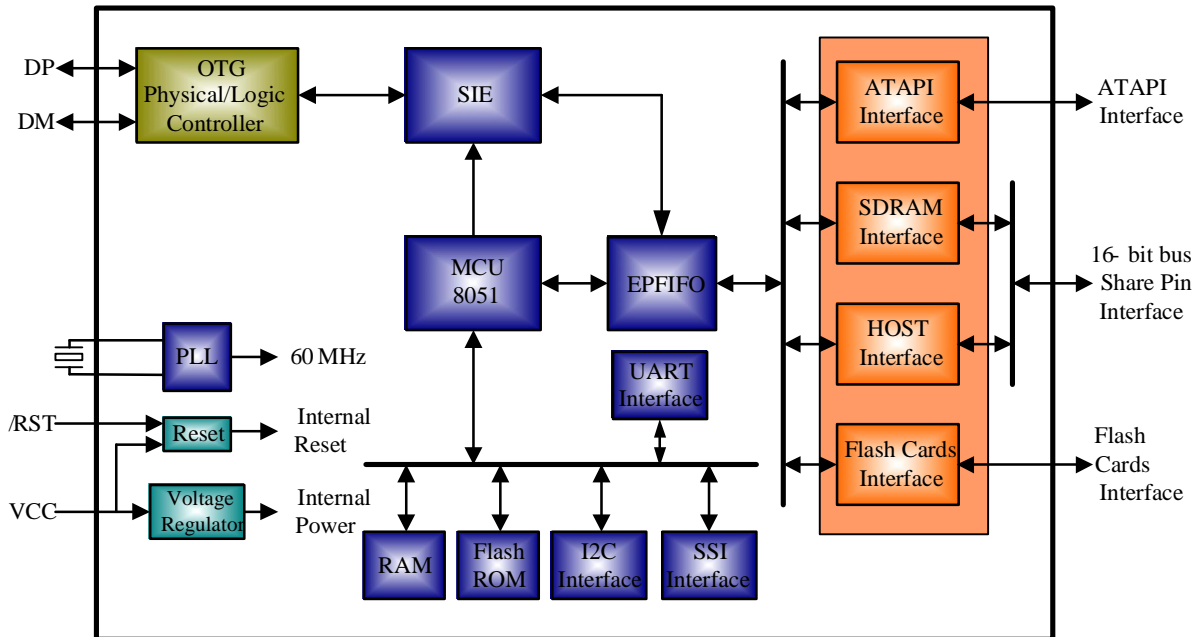 DP
DM
OTG
Physical/Logic
Controller
SIE
ATAPI
Interface
ATAPI
Interface
SDRAM
Interface
MCU
8051
EPFIFO
16- bit bus
Share Pin
Interface
HOST
Interface
PLL
60 MHz
UART
Interface
/RST
Reset
Internal
Reset
Flash Cards
Interface
Flash
Cards
Interface
VCC
Voltage
Regulator
Internal
Power
RAM
Flash
ROM
I2C
Interface
SSI
Interface